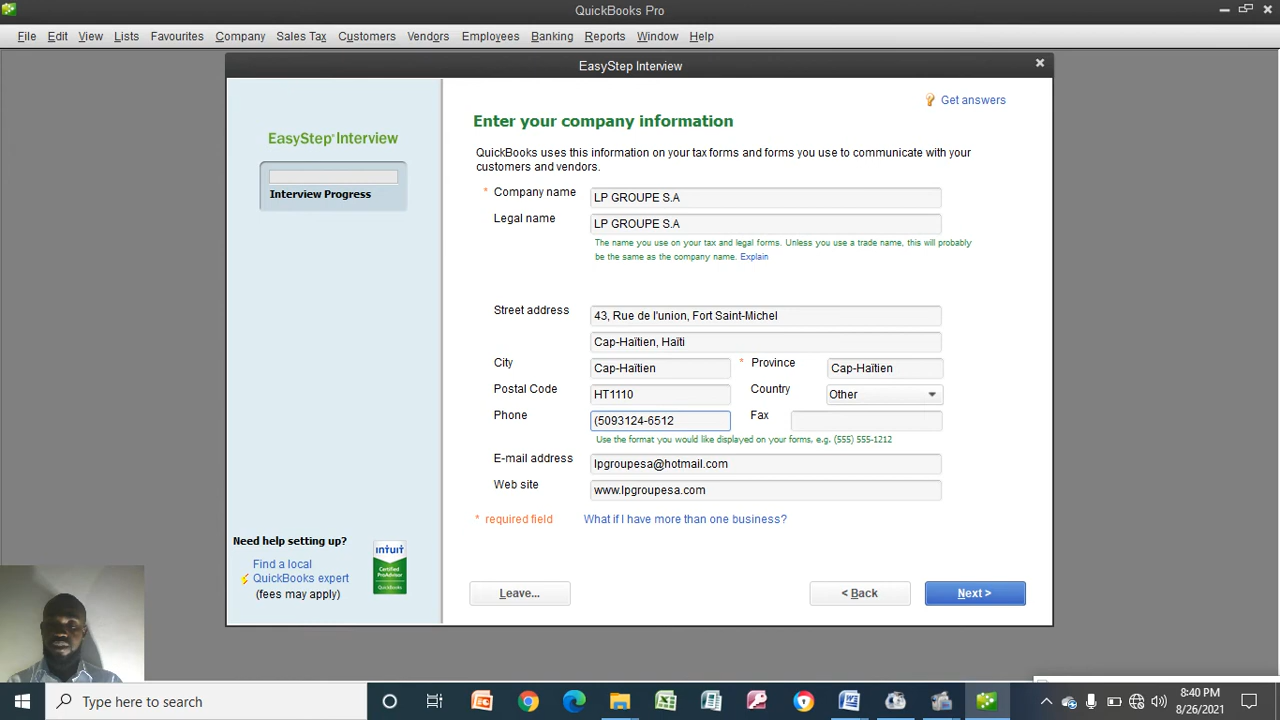 QuickBooks Pro
File Edit View Lists Favourites Company Sales Tax Customers Vendors Employees Banking Reports Window Help
EasyStep Interview
Get answers
EasyStep Interview
Interview Progress
Enter your company information
QuickBooks uses this information on your tax forms and forms you use to communicate with your
customers and vendors.
* Company name LP GROUPE S.A
Legal name LP GROUPE S.A
The name you use on your tax and legal forms. Unless you use a trade name, this will probably
be the same as the company name. Explain
Street address 43, Rue de l'union, Fort Saint-Michel
Cap-Haïtien, Haïti
City Cap-Haïtien * Province Cap-Haïtien
Postal Code HT1110 Country Other
Phone (5093124-6512 Fax
Use the format you would like displayed on your forms, e.g. (555) 555-1212
E-mail address lpgroupesa@hotmail.com
Web site www.lpgroupesa.com
* required field What if I have more than one business?
Need help setting up?
Find a local
QuickBooks expert
(fees may apply)
intuit
Certified
ProAdvisor
QuickBooks
Leave... < Back Next >
Type here to search
8:40 PM
8/26/2021